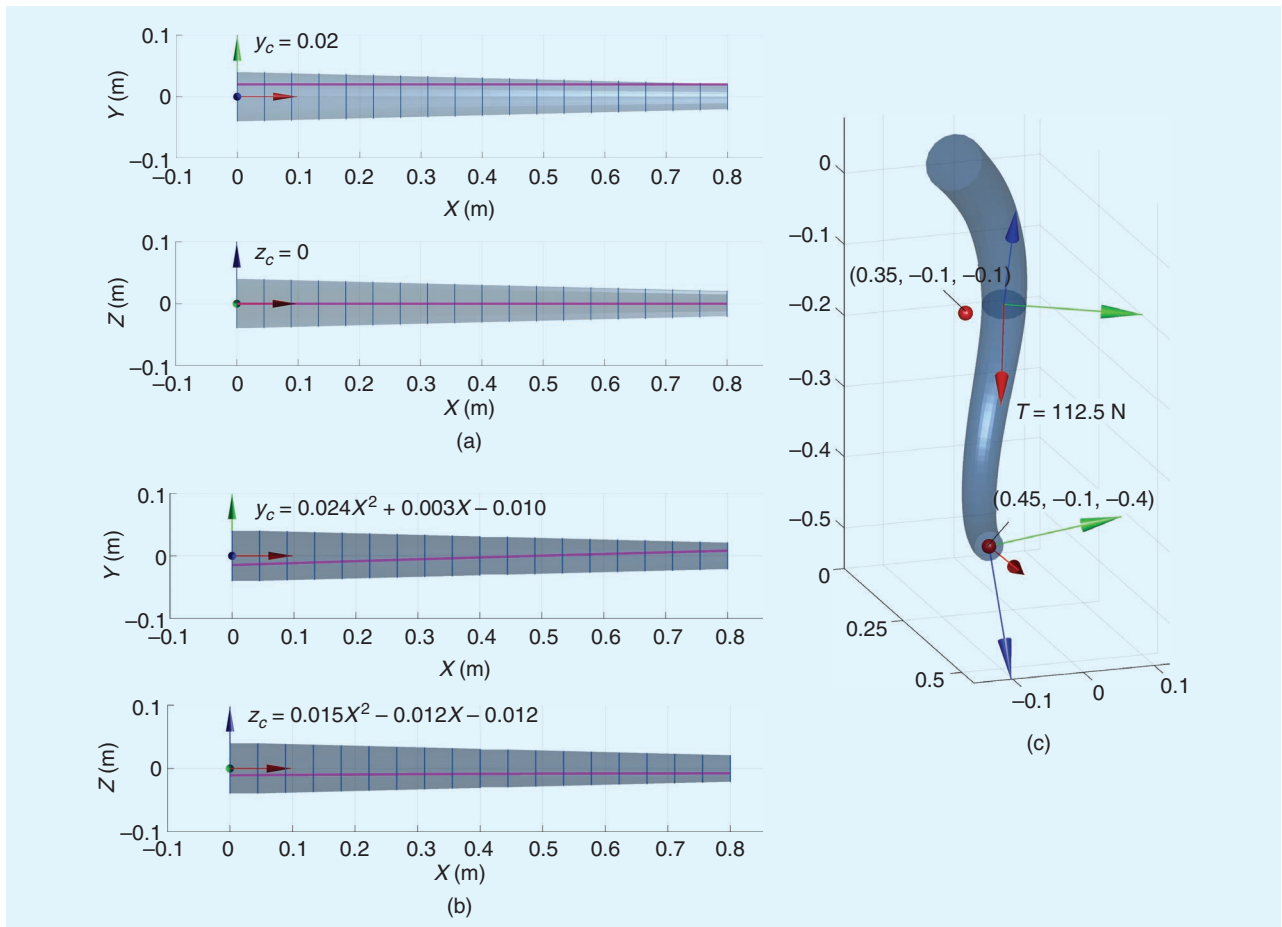 0.1
y_c = 0.02
Y (m)
0
–0.1
–0.1 0 0.1 0.2 0.3 0.4 0.5 0.6 0.7 0.8
X (m)
0.1
z_c = 0
Z (m)
0
–0.1
–0.1 0 0.1 0.2 0.3 0.4 0.5 0.6 0.7 0.8
X (m)
(a)
0.1
y_c = 0.024X² + 0.003X – 0.010
Y (m)
0
–0.1
–0.1 0 0.1 0.2 0.3 0.4 0.5 0.6 0.7 0.8
X (m)
0.1
z_c = 0.015X² – 0.012X – 0.012
Z (m)
0
–0.1
–0.1 0 0.1 0.2 0.3 0.4 0.5 0.6 0.7 0.8
X (m)
(b)
0
–0.1
(0.35, –0.1, –0.1)
–0.2
–0.3
T = 112.5 N
–0.4
(0.45, –0.1, –0.4)
–0.5
0
0.25
0.5
–0.1
0
0.1
(c)